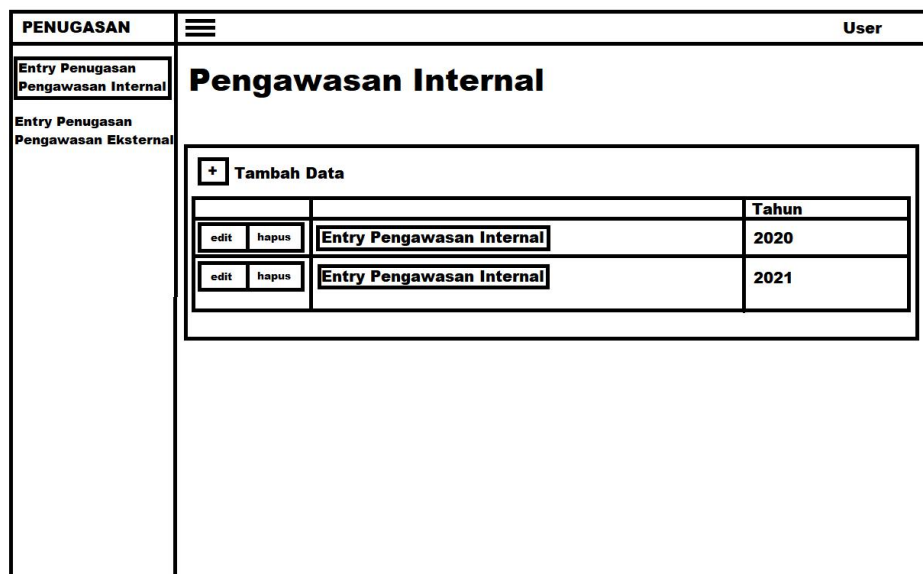 PENUGASAN
User
Entry Penugasan
Pengawasan Internal
Entry Penugasan
Pengawasan Eksternal
Pengawasan Internal
+ Tambah Data
Tahun
edit hapus Entry Pengawasan Internal 2020
edit hapus Entry Pengawasan Internal 2021